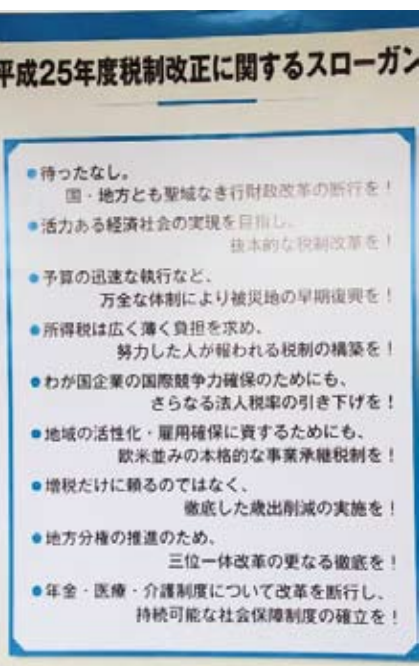 平成25年度税制改正に関するスローガン
●待ったなし。
国・地方とも聖域なき行財政改革の断行を！
●活力ある経済社会の実現を目指し、
抜本的な税制改革を！
●予算の迅速な執行など、
万全な体制により被災地の早期復興を！
●所得税は広く薄く負担を求め、
努力した人が報われる税制の構築を！
●わが国企業の国際競争力確保のためにも、
さらなる法人税率の引き下げを！
●地域の活性化・雇用確保に資するためにも、
欧米並みの本格的な事業承継税制を！
●増税だけに頼るのではなく、
徹底した歳出削減の実施を！
●地方分権の推進のため、
三位一体改革の更なる徹底を！
●年金・医療・介護制度について改革を断行し、
持続可能な社会保障制度の確立を！